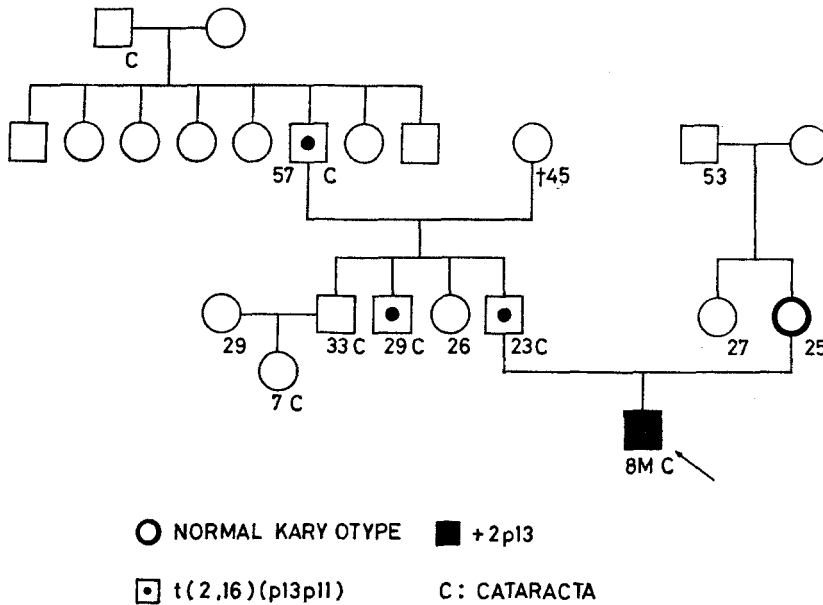 C
57 C †45 53
29 33 C 29 C 26 23 C 27 25
7 C
8M C
NORMAL KARY OTYPE +2p13
t(2,16)(p13p11) C: CATARACTA